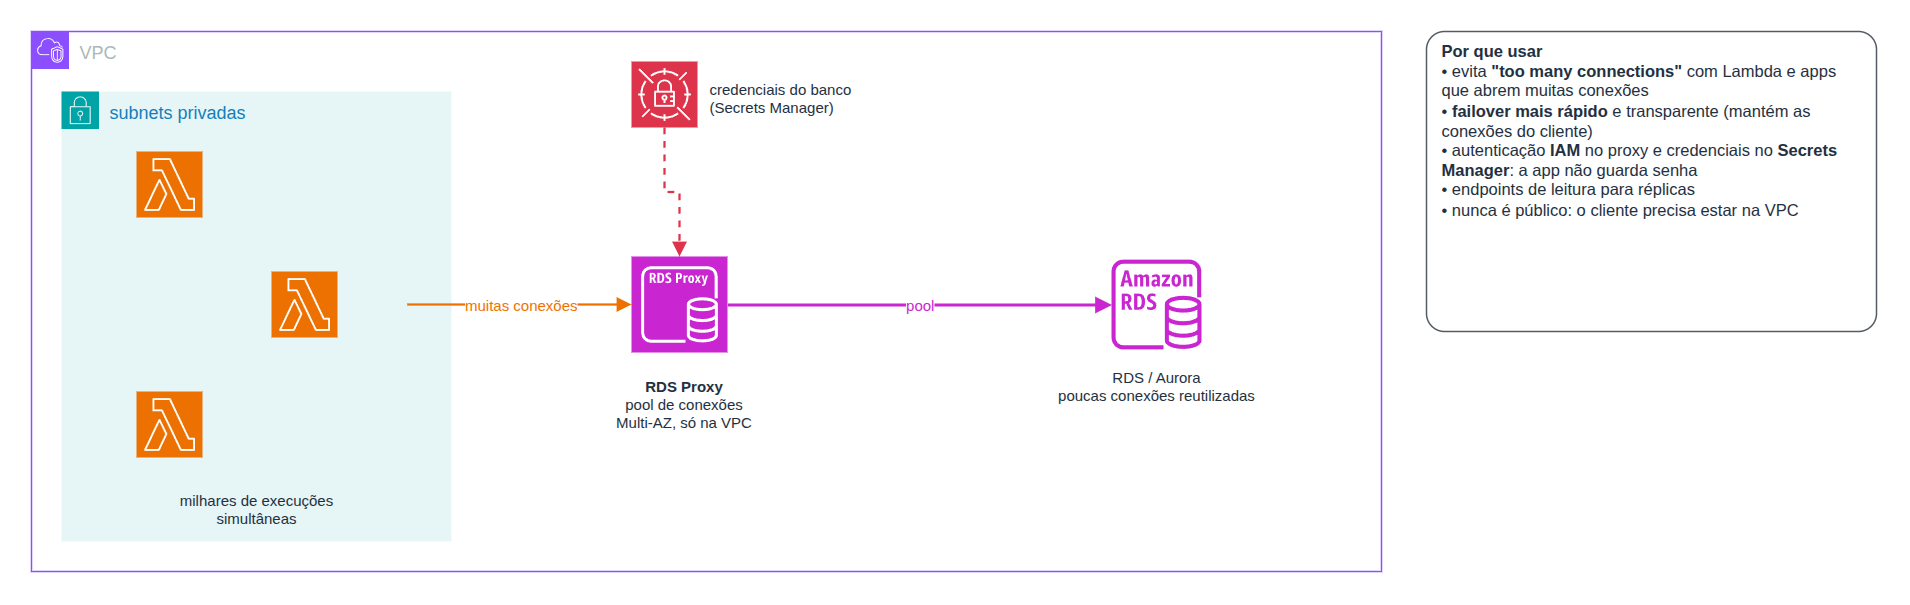 VPC
subnets privadas
credenciais do banco
(Secrets Manager)
muitas conexões
RDS Proxy
pool
Amazon
RDS
RDS Proxy
pool de conexões
Multi-AZ, só na VPC
RDS / Aurora
poucas conexões reutilizadas
milhares de execuções
simultâneas
Por que usar
• evita "too many connections" com Lambda e apps
que abrem muitas conexões
• failover mais rápido e transparente (mantém as
conexões do cliente)
• autenticação IAM no proxy e credenciais no Secrets
Manager: a app não guarda senha
• endpoints de leitura para réplicas
• nunca é público: o cliente precisa estar na VPC